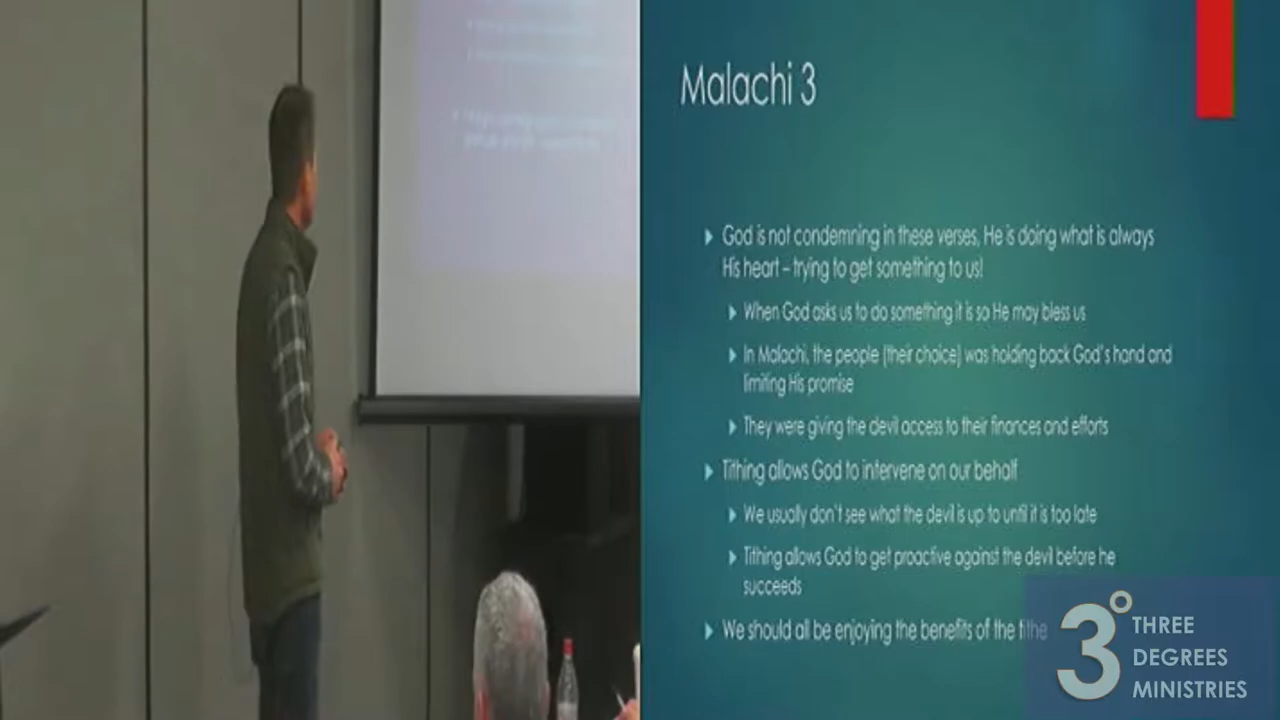 Malachi 3
God is not condemning in these verses, He is doing what is always
His heart – trying to get something to us!
When God asks us to do something it is so He may bless us
In Malachi, the people (their choice) was holding back God's hand and
limiting His promise
They were giving the devil access to their finances and efforts
Tithing allows God to intervene on our behalf
We usually don't see what the devil is up to until it is too late
Tithing allows God to get proactive against the devil before he
succeeds
We should all be enjoying the benefits of the tithe
3° THREE
DEGREES
MINISTRIES